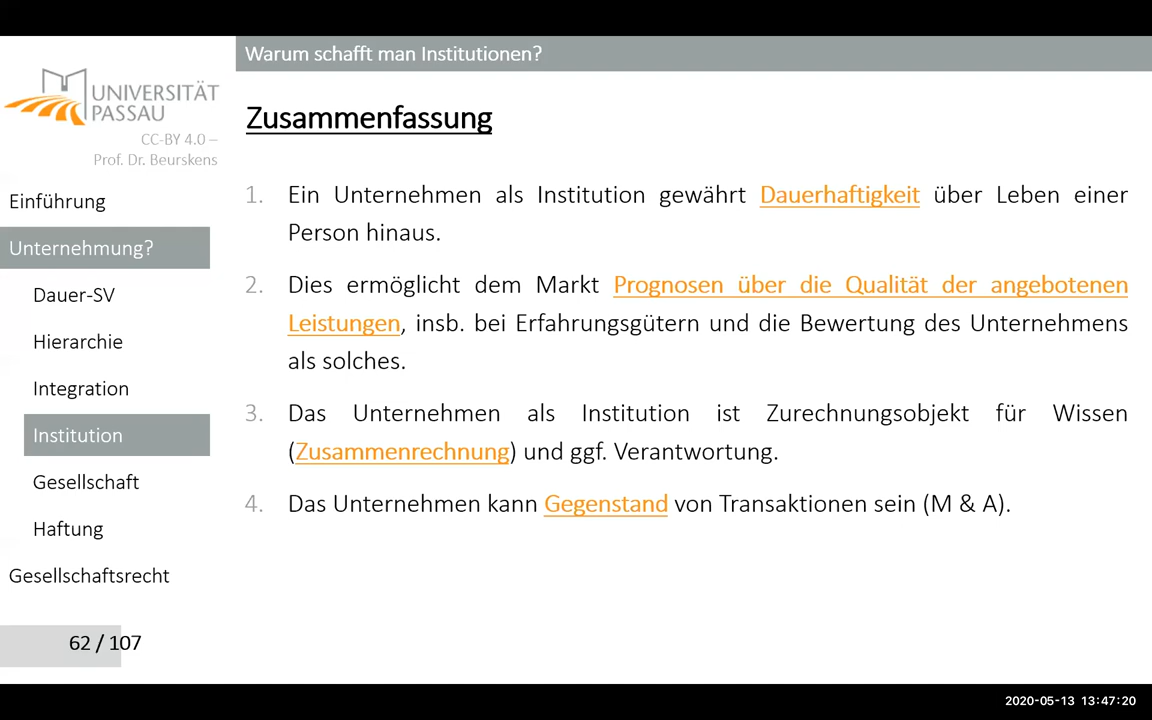 Warum schafft man Institutionen?
UNIVERSITÄT
PASSAU
CC-BY 4.0 –
Prof. Dr. Beurskens
Einführung
Unternehmung?
Dauer-SV
Hierarchie
Integration
Institution
Gesellschaft
Haftung
Gesellschaftsrecht
62 / 107
Zusammenfassung
1. Ein Unternehmen als Institution gewährt Dauerhaftigkeit über Leben einer
Person hinaus.
2. Dies ermöglicht dem Markt Prognosen über die Qualität der angebotenen
Leistungen, insb. bei Erfahrungsgütern und die Bewertung des Unternehmens
als solches.
3. Das Unternehmen als Institution ist Zurechnungsobjekt für Wissen
(Zusammenrechnung) und ggf. Verantwortung.
4. Das Unternehmen kann Gegenstand von Transaktionen sein (M & A).
2020-05-13 13:47:20